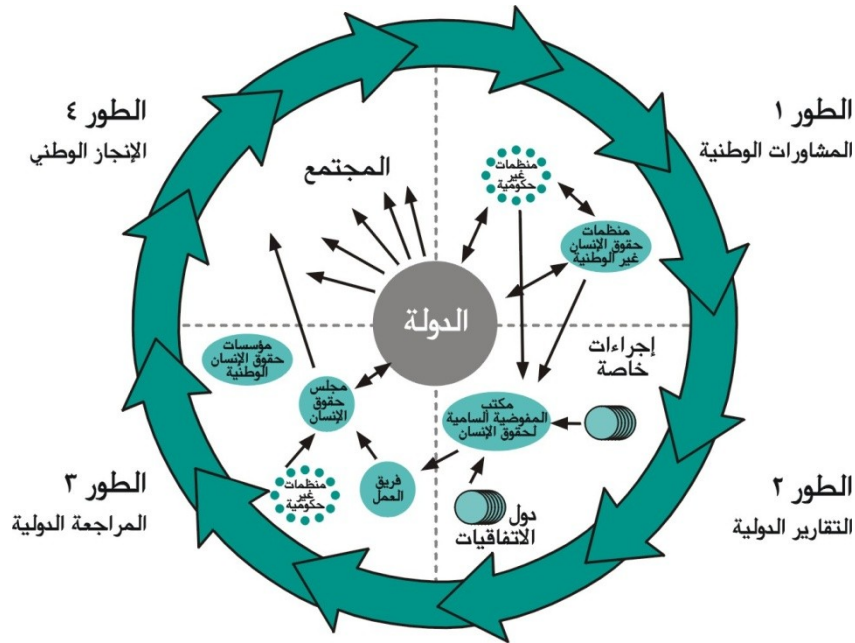 الطور ١
المشاورات الوطنية
الطور ٤
الإنجاز الوطني
المجتمع
منظمات
غير
حكومية
منظمات
حقوق الإنسان
غير الوطنية
الدولة
إجراءات
خاصة
مؤسسات
حقوق الإنسان
الوطنية
مجلس
حقوق
الإنسان
مكتب
المفوضية السامية
لحقوق الإنسان
الطور ٢
التقارير الدولية
الطور ٣
المراجعة الدولية
فريق
العمل
منظمات
غير
حكومية
دول
الاتفاقيات